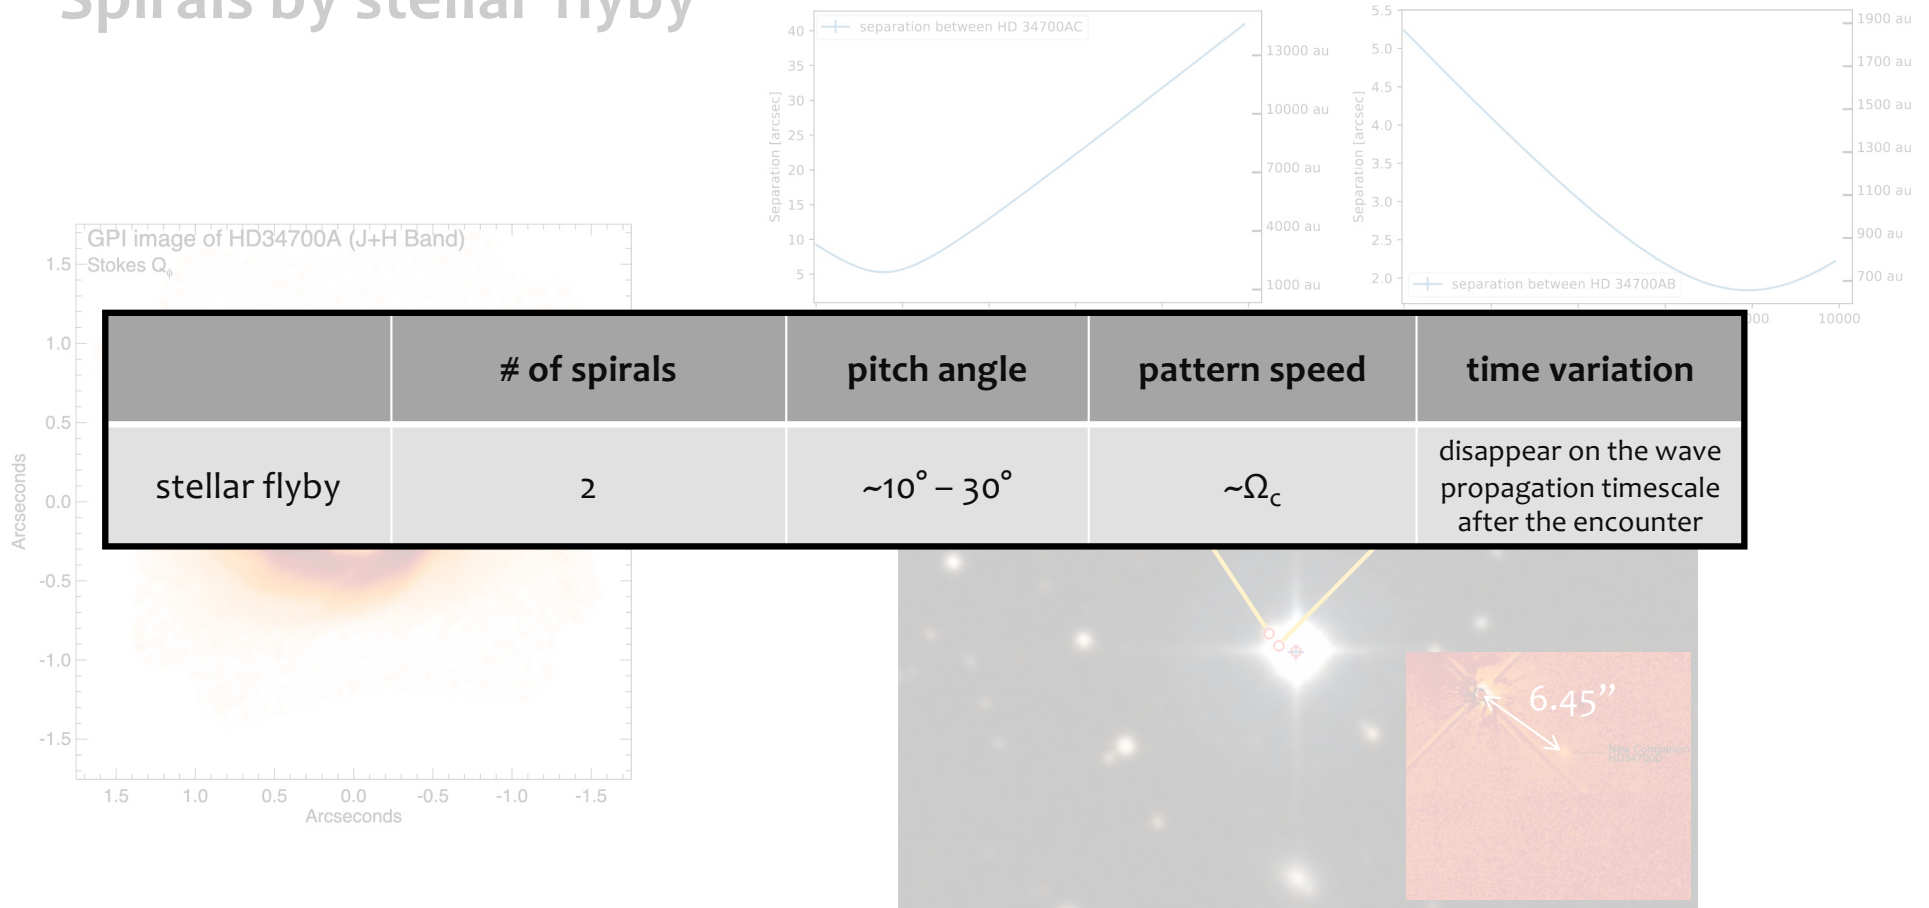 Spirals by stellar flyby
separation between HD 34700AC
40
35
30
25
20
15
10
5
Separation [arcsec]
13000 au
10000 au
7000 au
4000 au
1000 au
5.5
5.0
4.5
4.0
3.5
3.0
2.5
2.0
Separation [arcsec]
1900 au
1700 au
1500 au
1300 au
1100 au
900 au
700 au
separation between HD 34700AB
10000
GPI image of HD34700A (J+H Band)
Stokes Qϕ
1.5
1.0
0.5
0.0
-0.5
-1.0
-1.5
Arcseconds
1.5 1.0 0.5 0.0 -0.5 -1.0 -1.5
Arcseconds
# of spirals pitch angle pattern speed time variation
stellar flyby 2 ~10° – 30° ~Ωc disappear on the wave
propagation timescale
after the encounter
6.45”
New Companion
HD34700D